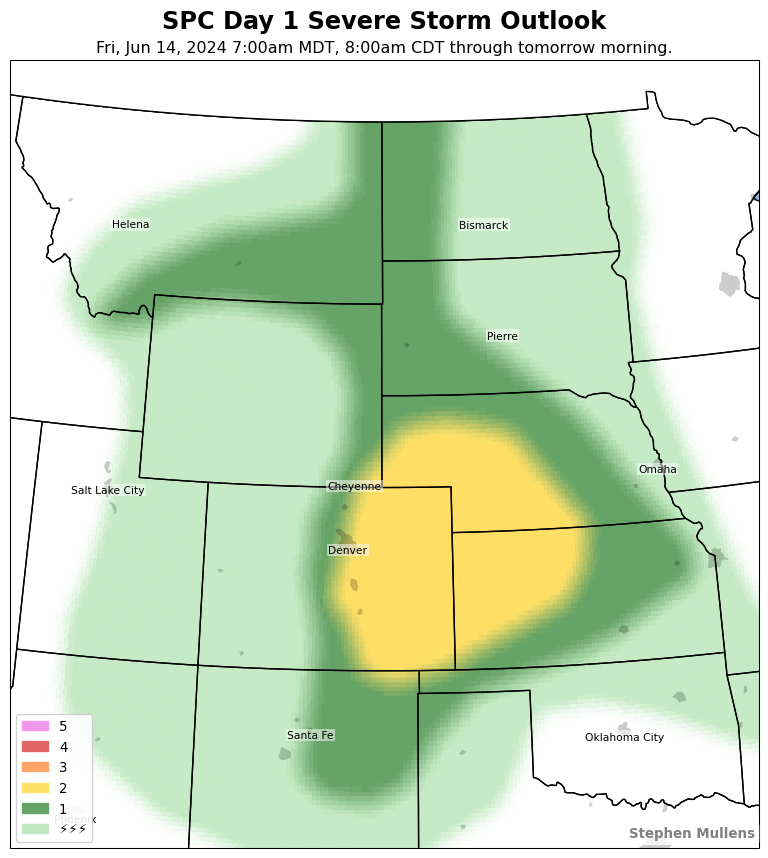 SPC Day 1 Severe Storm Outlook
Fri, Jun 14, 2024 7:00am MDT, 8:00am CDT through tomorrow morning.
Helena
Bismarck
Pierre
Omaha
Cheyenne
Salt Lake City
Denver
Santa Fe
Oklahoma City
5
4
3
2
1
⚡⚡⚡
Phoenix
Stephen Mullens